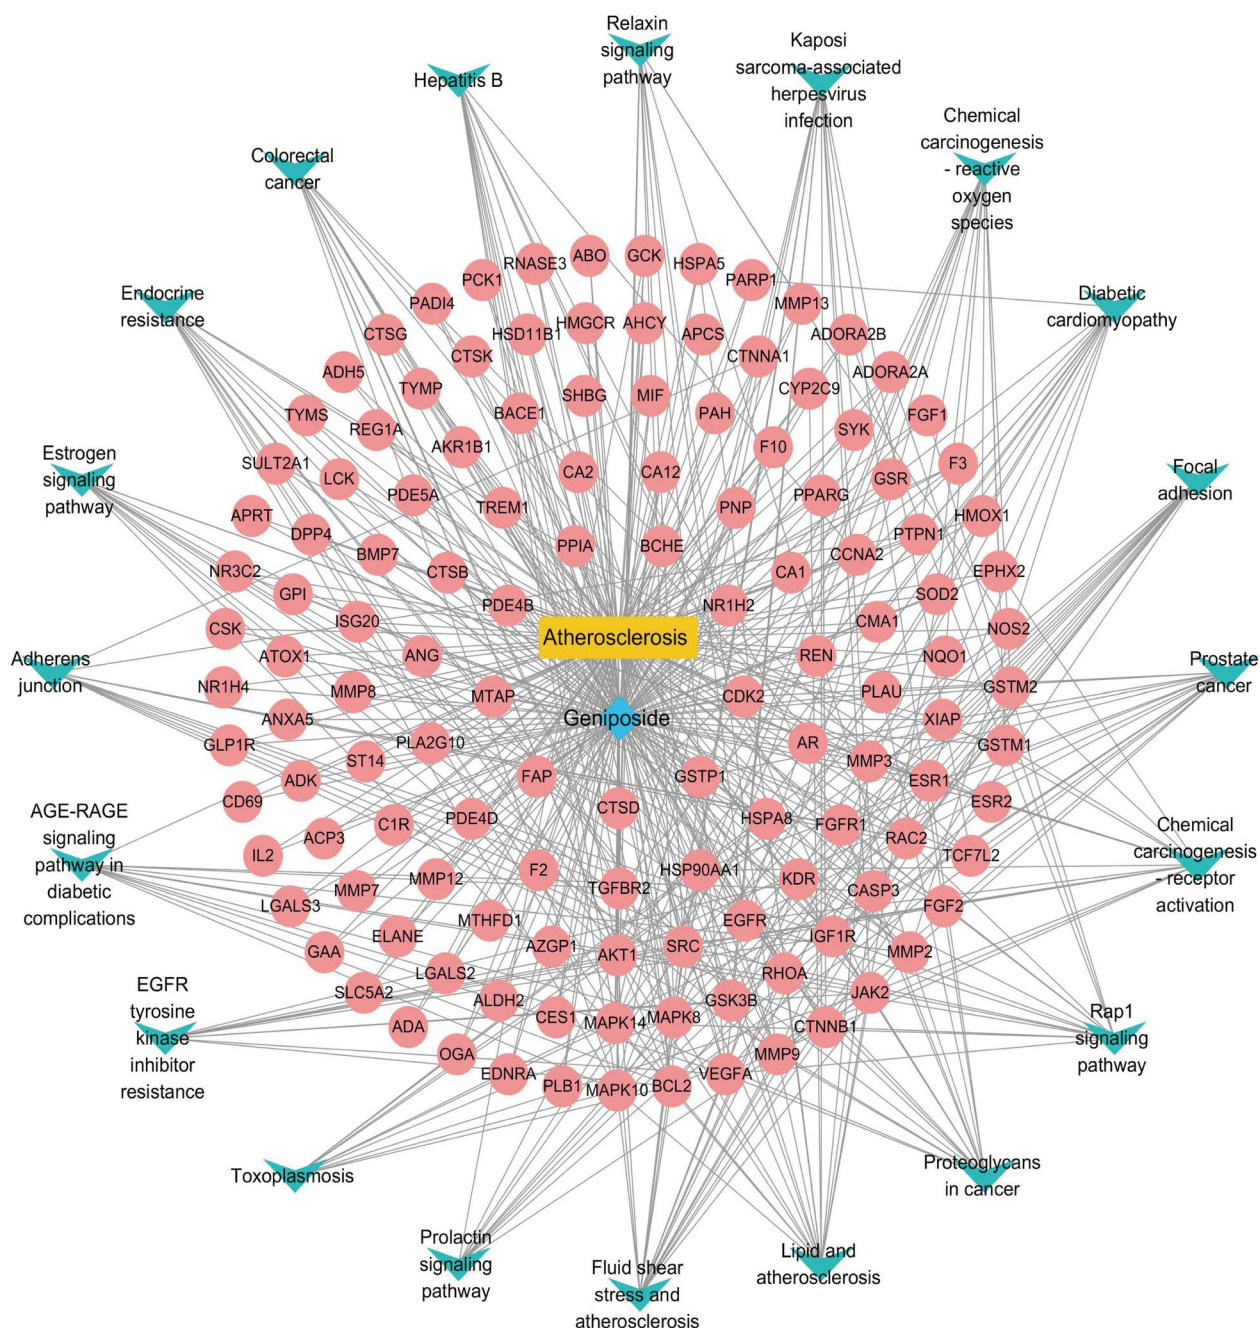 Relaxin
signaling
pathway
Kaposi
sarcoma-associated
herpesvirus
infection
Hepatitis B
Chemical
carcinogenesis
- reactive
oxygen
species
Colorectal
cancer
Endocrine
resistance
Diabetic
cardiomyopathy
Estrogen
signaling
pathway
Focal
adhesion
Adherens
junction
Prostate
cancer
AGE-RAGE
signaling
pathway in
diabetic
complications
Chemical
carcinogenesis
- receptor
activation
EGFR
tyrosine
kinase
inhibitor
resistance
Rap1
signaling
pathway
Toxoplasmosis
Proteoglycans
in cancer
Prolactin
signaling
pathway
Fluid shear
stress and
atherosclerosis
Lipid and
atherosclerosis
Atherosclerosis
Geniposide
RNASE3
ABO
GCK
HSPA5
PARP1
PCK1
PADI4
MMP13
HSD11B1
HMGCR
AHCY
APCS
ADORA2B
CTSG
CTSK
CTNNA1
ADORA2A
ADH5
TYMP
SHBG
MIF
CYP2C9
BACE1
PAH
FGF1
TYMS
REG1A
AKR1B1
F10
SYK
SULT2A1
LCK
CA2
CA12
GSR
F3
PDE5A
TREM1
PNP
PPARG
HMOX1
APRT
DPP4
PTPN1
BMP7
PPIA
BCHE
CCNA2
NR3C2
CTSB
CA1
EPHX2
GPI
PDE4B
NR1H2
SOD2
CSK
ISG20
CMA1
NOS2
ATOX1
ANG
REN
NQO1
NR1H4
MMP8
MTAP
CDK2
PLAU
GSTM2
ANXA5
XIAP
GLP1R
PLA2G10
AR
GSTM1
ST14
MMP3
ADK
FAP
GSTP1
ESR1
CD69
CTSD
ESR2
C1R
PDE4D
HSPA8
FGFR1
ACP3
RAC2
IL2
TCF7L2
MMP12
F2
HSP90AA1
KDR
MMP7
TGFBR2
CASP3
LGALS3
FGF2
MTHFD1
EGFR
ELANE
IGF1R
GAA
AZGP1
AKT1
SRC
MMP2
LGALS2
RHOA
SLC5A2
JAK2
ALDH2
GSK3B
ADA
CES1
MAPK14
MAPK8
CTNNB1
OGA
MMP9
EDNRA
PLB1
MAPK10
BCL2
VEGFA